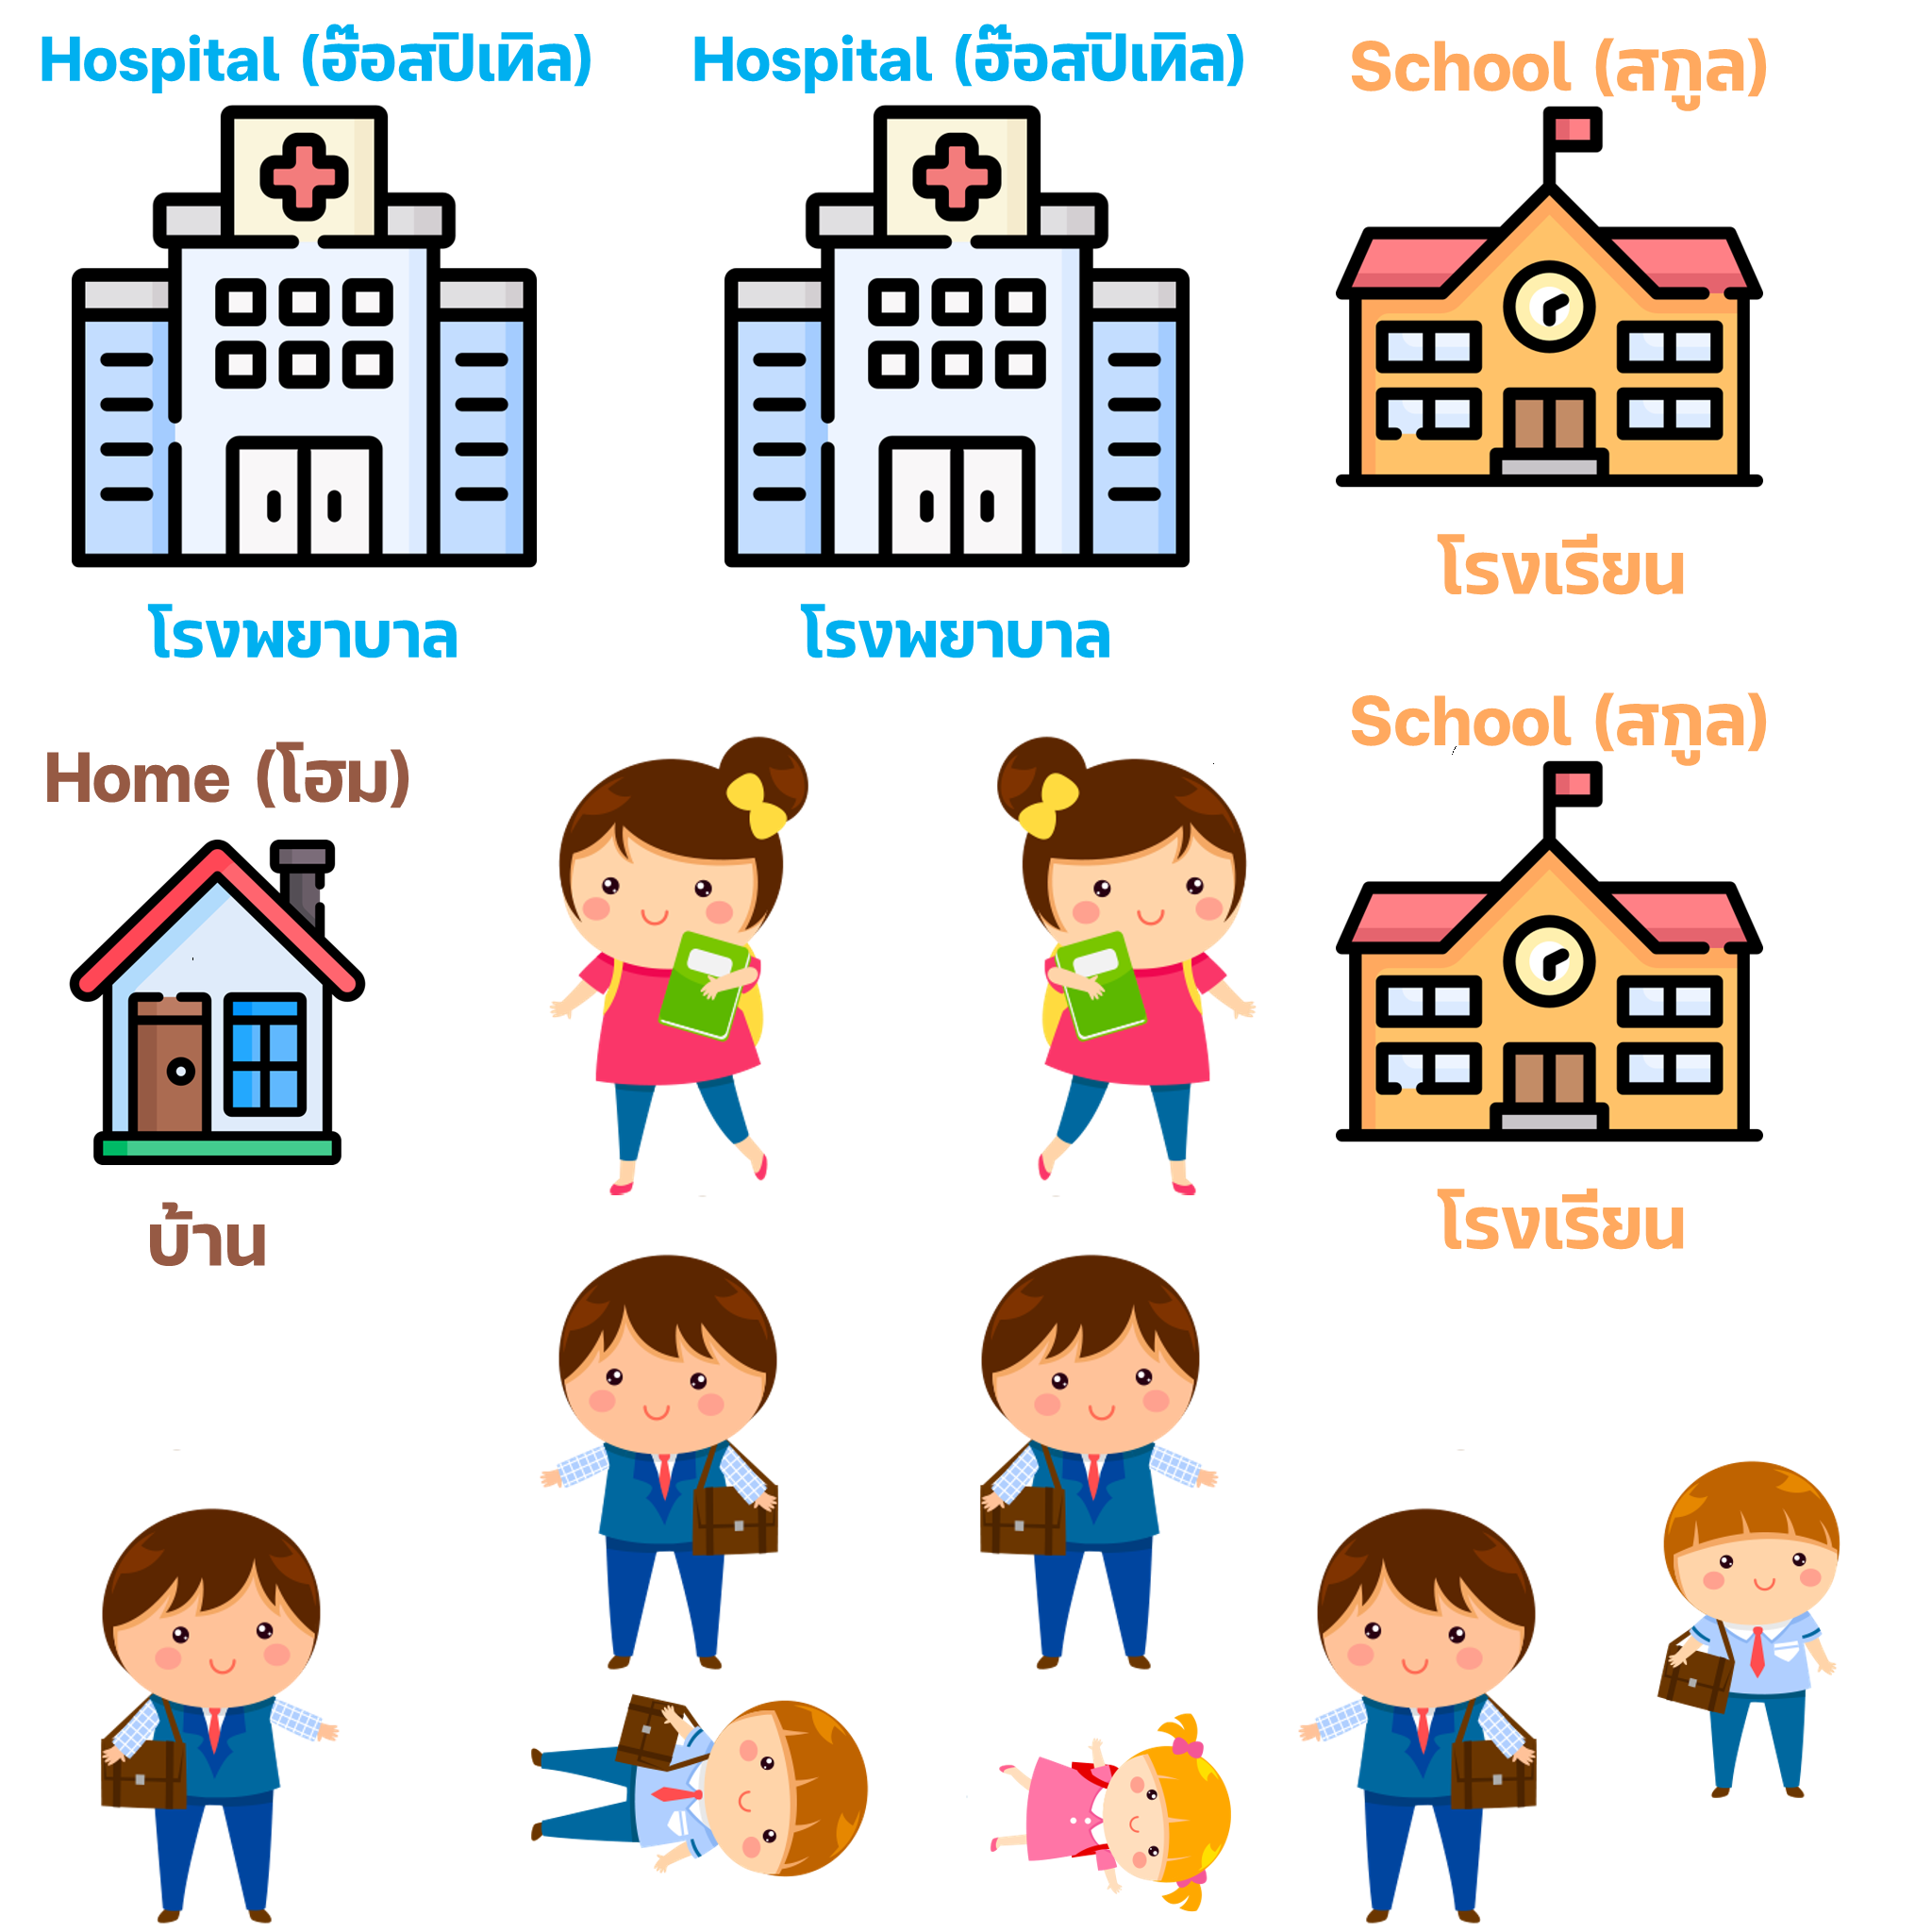 Hospital (ฮ๊อสปิเทิล)
Hospital (ฮ๊อสปิเทิล)
School (สกูล)
โรงเรียน
โรงพยาบาล
โรงพยาบาล
School (สกูล)
Home (โฮม)
โรงเรียน
บ้าน